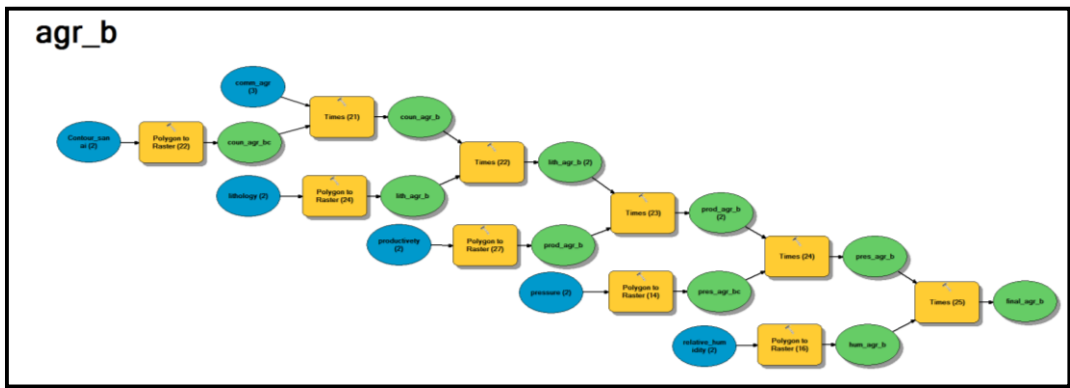 agr_b
comm_agr
(3)
Times (21)
coun_agr_b
Contour_san
ai (2)
Polygon to
Raster (22)
coun_agr_bc
Times (22)
lith_agr_b (2)
lithology (2)
Polygon to
Raster (24)
lith_agr_b
Times (23)
prod_agr_b
(2)
productively
(2)
Polygon to
Raster (27)
prod_agr_b
Times (24)
pres_agr_b
pressure (2)
Polygon to
Raster (14)
pres_agr_bc
Times (25)
final_agr_b
relative_hum
idity (2)
Polygon to
Raster (16)
hum_agr_b